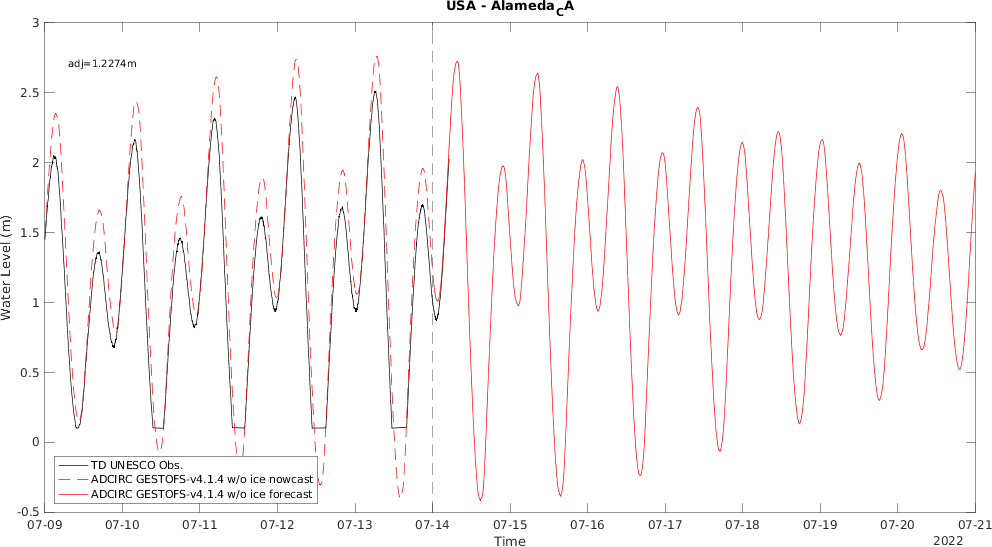 USA - Alameda_CA
adj=1.2274m
3
2.5
2
1.5
1
0.5
0
-0.5
Water Level (m)
TD UNESCO Obs.
ADCIRC GESTOFS-v4.1.4 w/o ice nowcast
ADCIRC GESTOFS-v4.1.4 w/o ice forecast
07-09 07-10 07-11 07-12 07-13 07-14 07-15 07-16 07-17 07-18 07-19 07-20 07-21
Time
2022